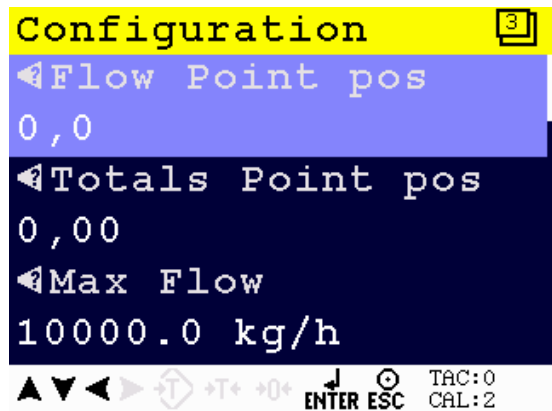 Configuration 3
Flow Point pos
0,0
Totals Point pos
0,00
Max Flow
10000.0 kg/h
T →T← →0← ENTER ESC TAC:0
CAL:2